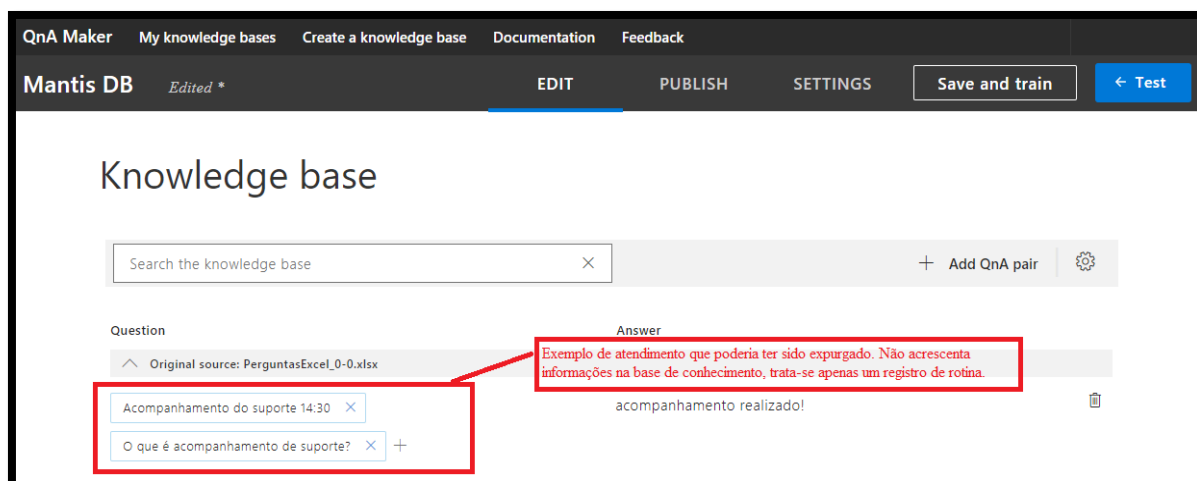 QnA Maker My knowledge bases Create a knowledge base Documentation Feedback
Mantis DB Edited * EDIT PUBLISH SETTINGS Save and train ← Test
Knowledge base
Search the knowledge base ×
+ Add QnA pair
Question Answer
Original source: PerguntasExcel_0-0.xlsx
Exemplo de atendimento que poderia ter sido expurgado. Não acrescenta
informações na base de conhecimento, trata-se apenas um registro de rotina.
Acompanhamento do suporte 14:30 × acompanhamento realizado!
O que é acompanhamento de suporte? × +